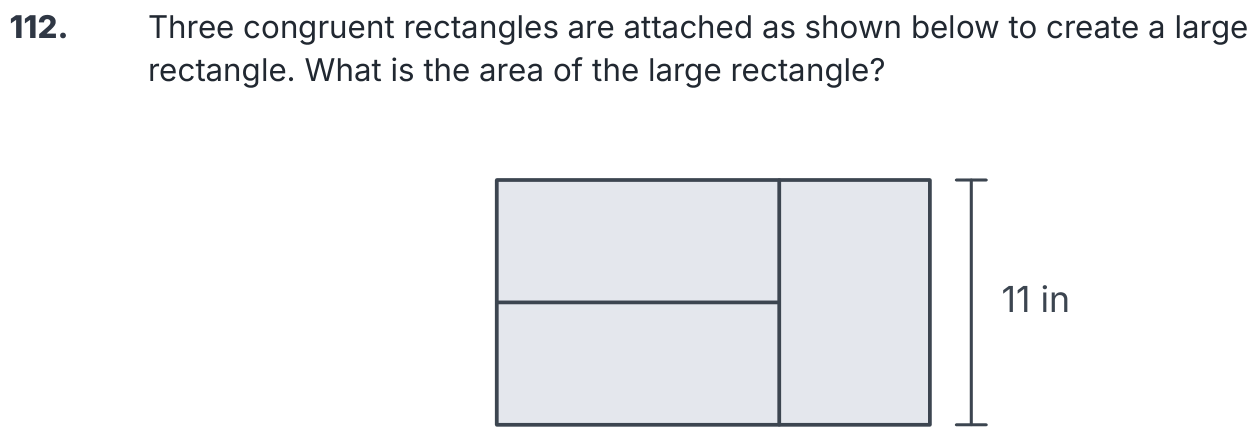 112. Three congruent rectangles are attached as shown below to create a large
rectangle. What is the area of the large rectangle?
11 in